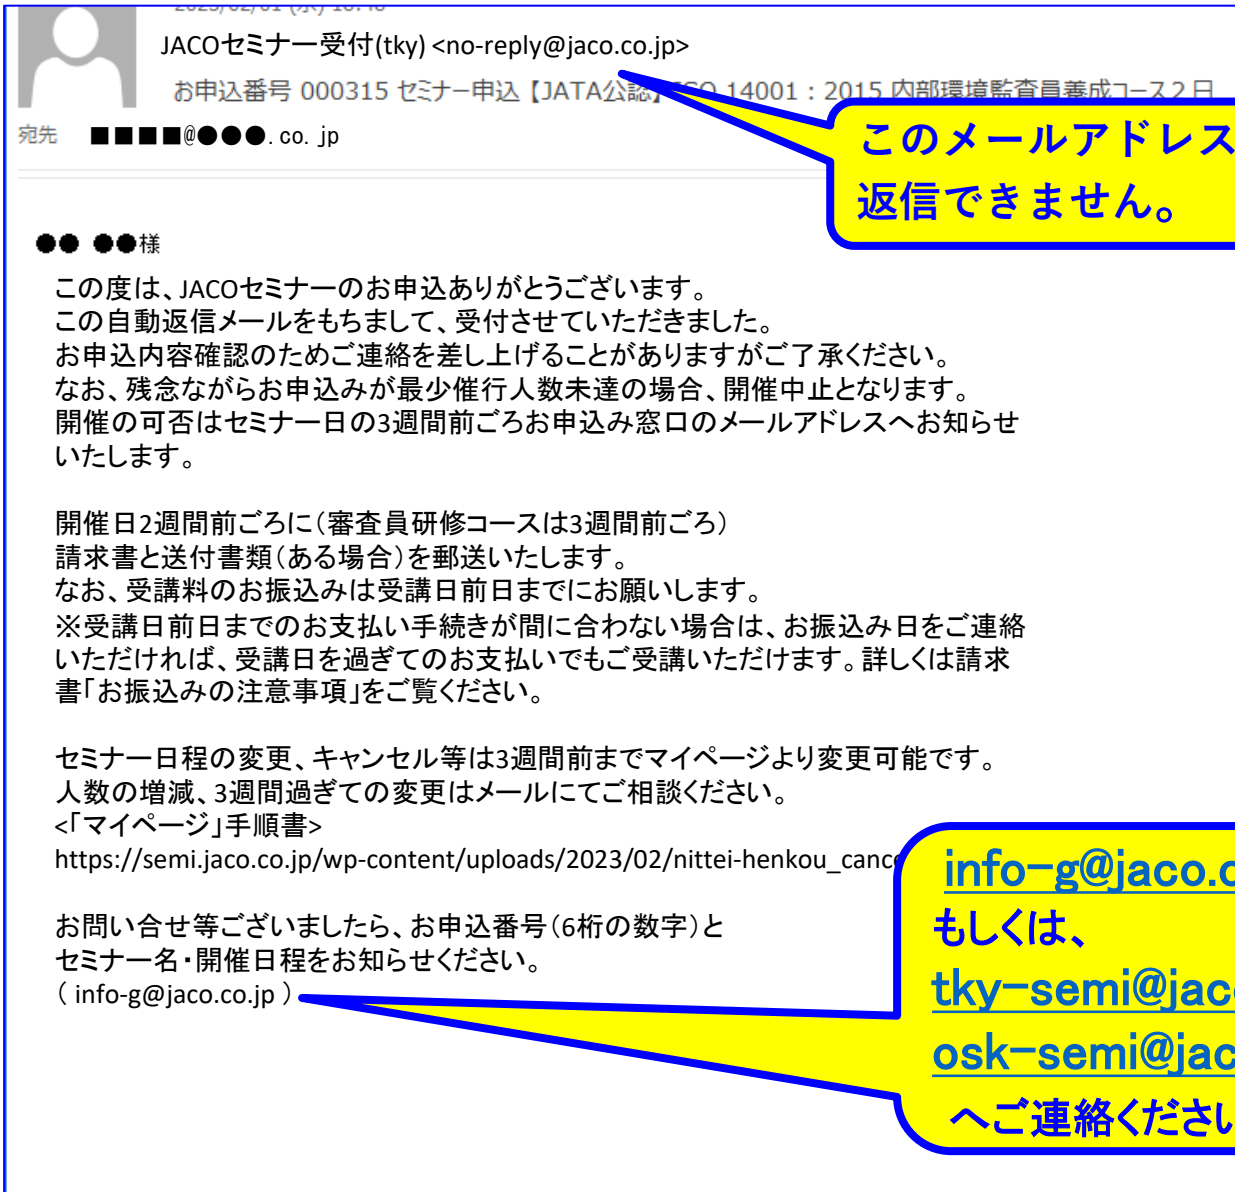 JACOセミナー受付(tky) <no-reply@jaco.co.jp>
お申込番号 000315 セミナー申込【JATA公認】ISO 14001：2015 内部環境監査員養成コース２日
宛先 ■■■■@●●●. co. jp
このメールアドレス
返信できません。
●● ●●様
この度は、JACOセミナーのお申込ありがとうございます。
この自動返信メールをもちまして、受付させていただきました。
お申込内容確認のためご連絡を差し上げることがありますがご了承ください。
なお、残念ながらお申込みが最少催行人数未達の場合、開催中止となります。
開催の可否はセミナー日の3週間前ごろお申込み窓口のメールアドレスへお知らせ
いたします。
開催日2週間前ごろに（審査員研修コースは3週間前ごろ）
請求書と送付書類（ある場合）を郵送いたします。
なお、受講料のお振込みは受講日前日までにお願いします。
※受講日前日までのお支払い手続きが間に合わない場合は、お振込み日をご連絡
いただければ、受講日を過ぎてのお支払いでもご受講いただけます。詳しくは請求
書「お振込みの注意事項」をご覧ください。
セミナー日程の変更、キャンセル等は3週間前までマイページより変更可能です。
人数の増減、3週間過ぎての変更はメールにてご相談ください。
<「マイページ」手順書>
https://semi.jaco.co.jp/wp-content/uploads/2023/02/nittei-henkou_canc
お問い合せ等ございましたら、お申込番号（6桁の数字）と
セミナー名・開催日程をお知らせください。
（ info-g@jaco.co.jp ）
info-g@jaco.c
もしくは、
tky-semi@jac
osk-semi@jac
へご連絡ください